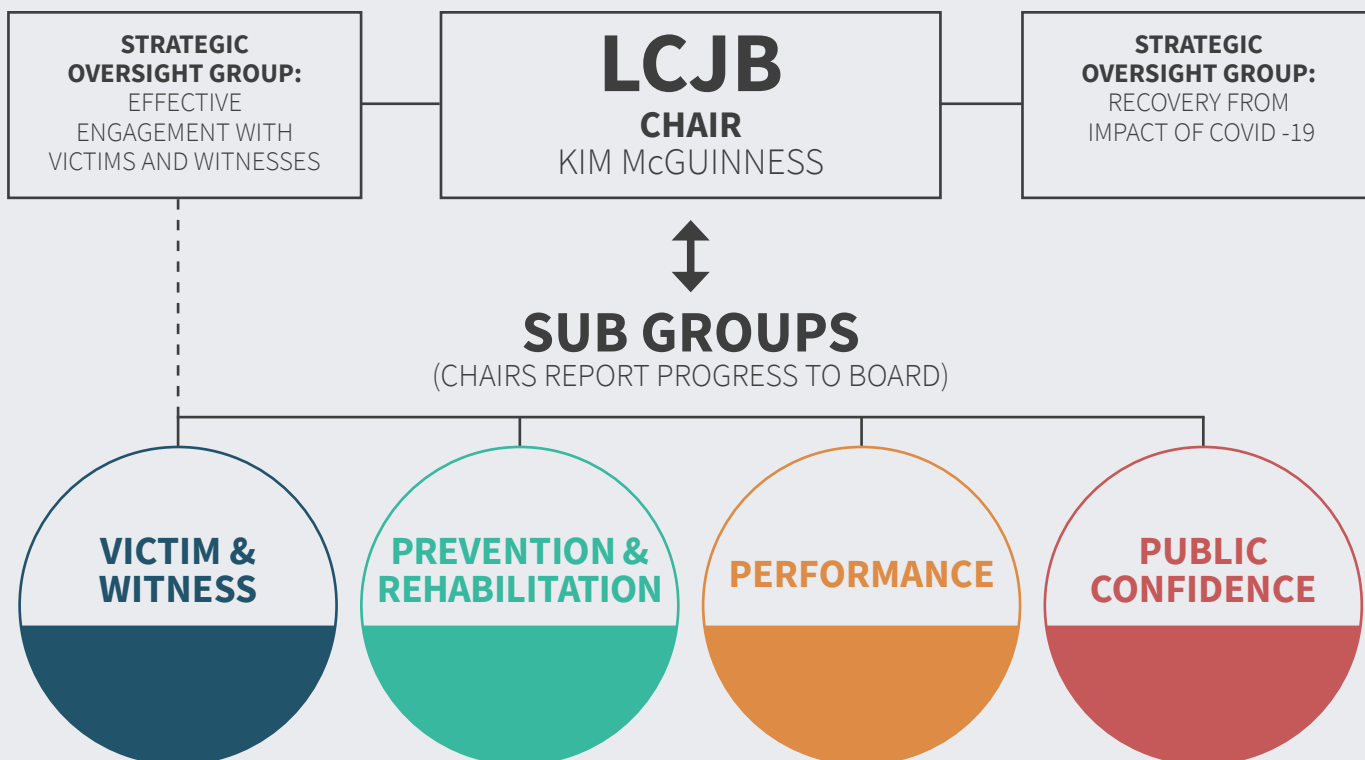 STRATEGIC
OVERSIGHT GROUP:
EFFECTIVE
ENGAGEMENT WITH
VICTIMS AND WITNESSES
LCJB
CHAIR
KIM McGUINNESS
STRATEGIC
OVERSIGHT GROUP:
RECOVERY FROM
IMPACT OF COVID -19
SUB GROUPS
(CHAIRS REPORT PROGRESS TO BOARD)
VICTIM &
WITNESS
PREVENTION &
REHABILITATION
PERFORMANCE
PUBLIC
CONFIDENCE